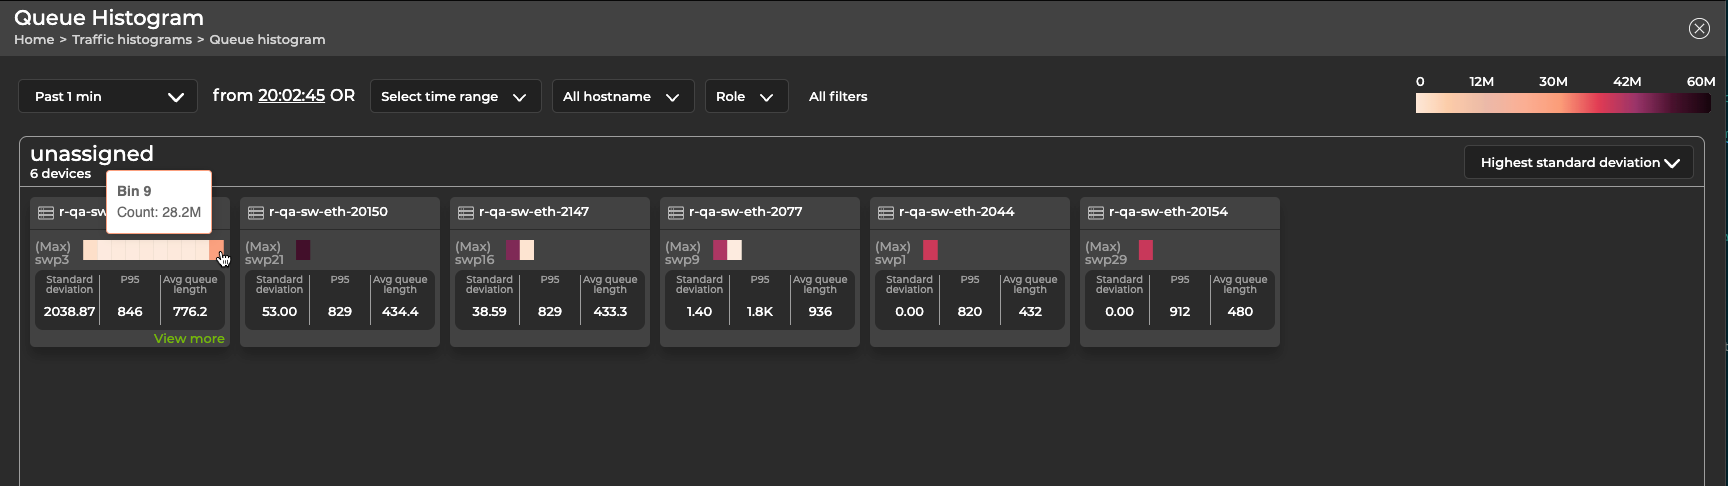 Queue Histogram
Home > Traffic histograms > Queue histogram
Past 1 min
from 20:02:45 OR
Select time range
All hostname
Role
All filters
0 12M 30M 42M 60M
unassigned
6 devices
Highest standard deviation
Bin 9
Count: 28.2M
r-qa-sw
(Max)
swp3
Standard deviation
P95
Avg queue length
2038.87
846
776.2
View more
r-qa-sw-eth-20150
(Max)
swp21
Standard deviation
P95
Avg queue length
53.00
829
434.4
r-qa-sw-eth-2147
(Max)
swp16
Standard deviation
P95
Avg queue length
38.59
829
433.3
r-qa-sw-eth-2077
(Max)
swp9
Standard deviation
P95
Avg queue length
1.40
1.8K
936
r-qa-sw-eth-2044
(Max)
swp1
Standard deviation
P95
Avg queue length
0.00
820
432
r-qa-sw-eth-20154
(Max)
swp29
Standard deviation
P95
Avg queue length
0.00
912
480